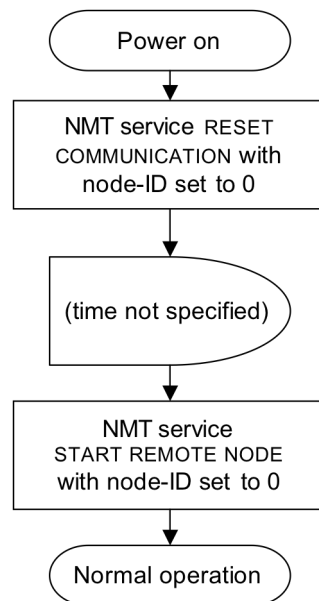 Power on
NMT service RESET
COMMUNICATION with
node-ID set to 0
(time not specified)
NMT service
START REMOTE NODE
with node-ID set to 0
Normal operation